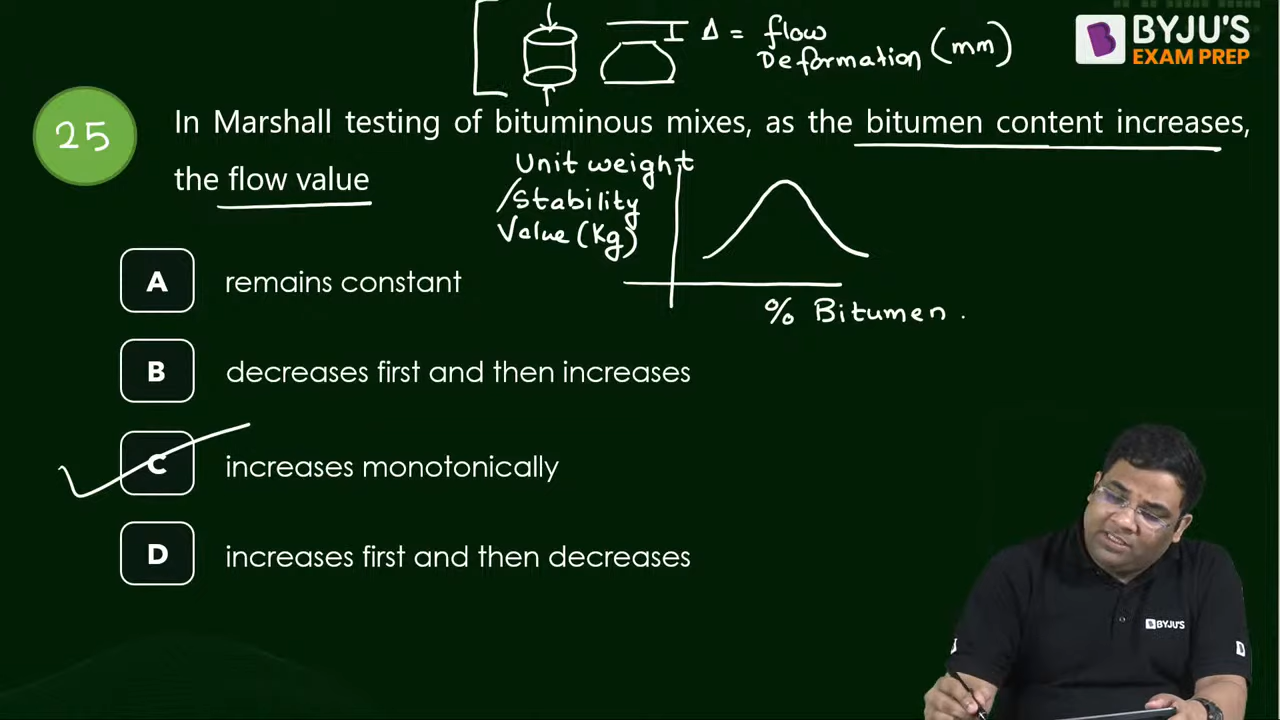 Δ = flow
Deformation (mm)
BYJU'S
EXAM PREP
25
In Marshall testing of bituminous mixes, as the bitumen content increases,
the flow value
Unit weight
/Stability
Value (Kg)
% Bitumen .
A
remains constant
B
decreases first and then increases
C
increases monotonically
D
increases first and then decreases
BYJU'S